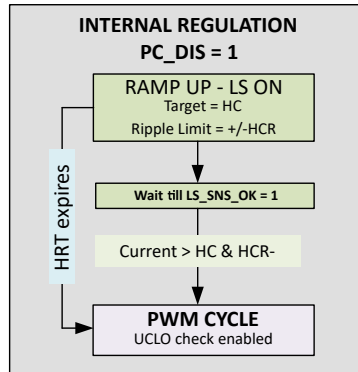 INTERNAL REGULATION
PC_DIS = 1
RAMP UP - LS ON
Target = HC
Ripple Limit = +/-HCR
HRT expires
Wait till LS_SNS_OK = 1
Current > HC & HCR-
PWM CYCLE
UCLO check enabled